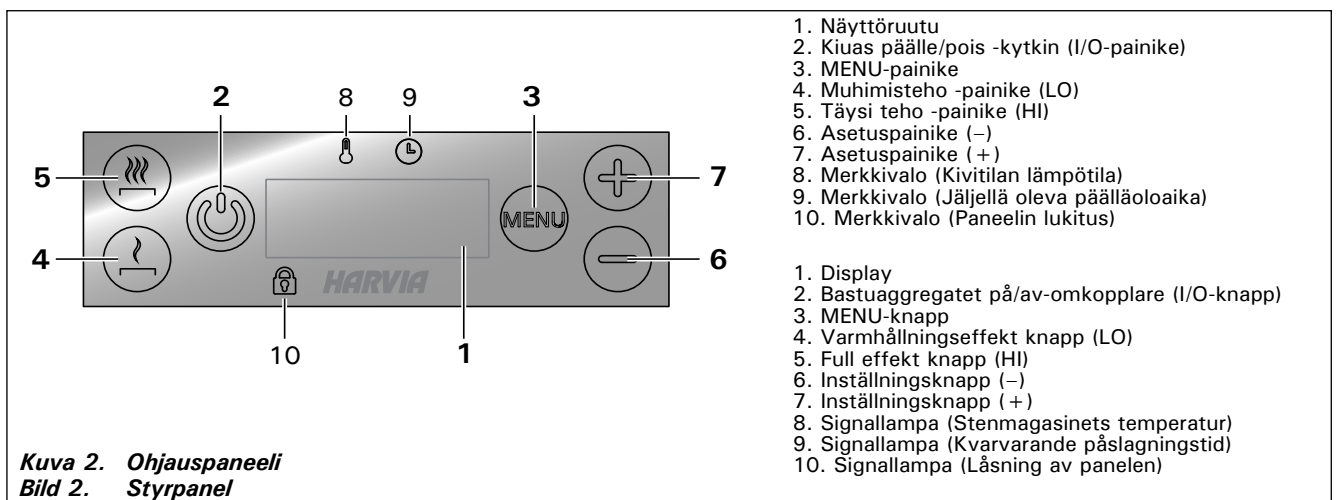 2
8
9
3
5
7
MENU
4
6
HARVIA
10
1
1. Näyttöruutu
2. Kiuas päälle/pois -kytkin (I/O-painike)
3. MENU-painike
4. Muhimisteho -painike (LO)
5. Täysi teho -painike (HI)
6. Asetuspainike (−)
7. Asetuspainike (+)
8. Merkkivalo (Kivitilan lämpötila)
9. Merkkivalo (Jäljellä oleva päälläoloaika)
10. Merkkivalo (Paneelin lukitus)
1. Display
2. Bastuaggregatet på/av-omkopplare (I/O-knapp)
3. MENU-knapp
4. Varmhållningseffekt knapp (LO)
5. Full effekt knapp (HI)
6. Inställningsknapp (−)
7. Inställningsknapp (+)
8. Signallampa (Stenmagasinets temperatur)
9. Signallampa (Kvarvarande påslagningstid)
10. Signallampa (Låsning av panelen)
Kuva 2. Ohjauspaneeli
Bild 2. Styrpanel